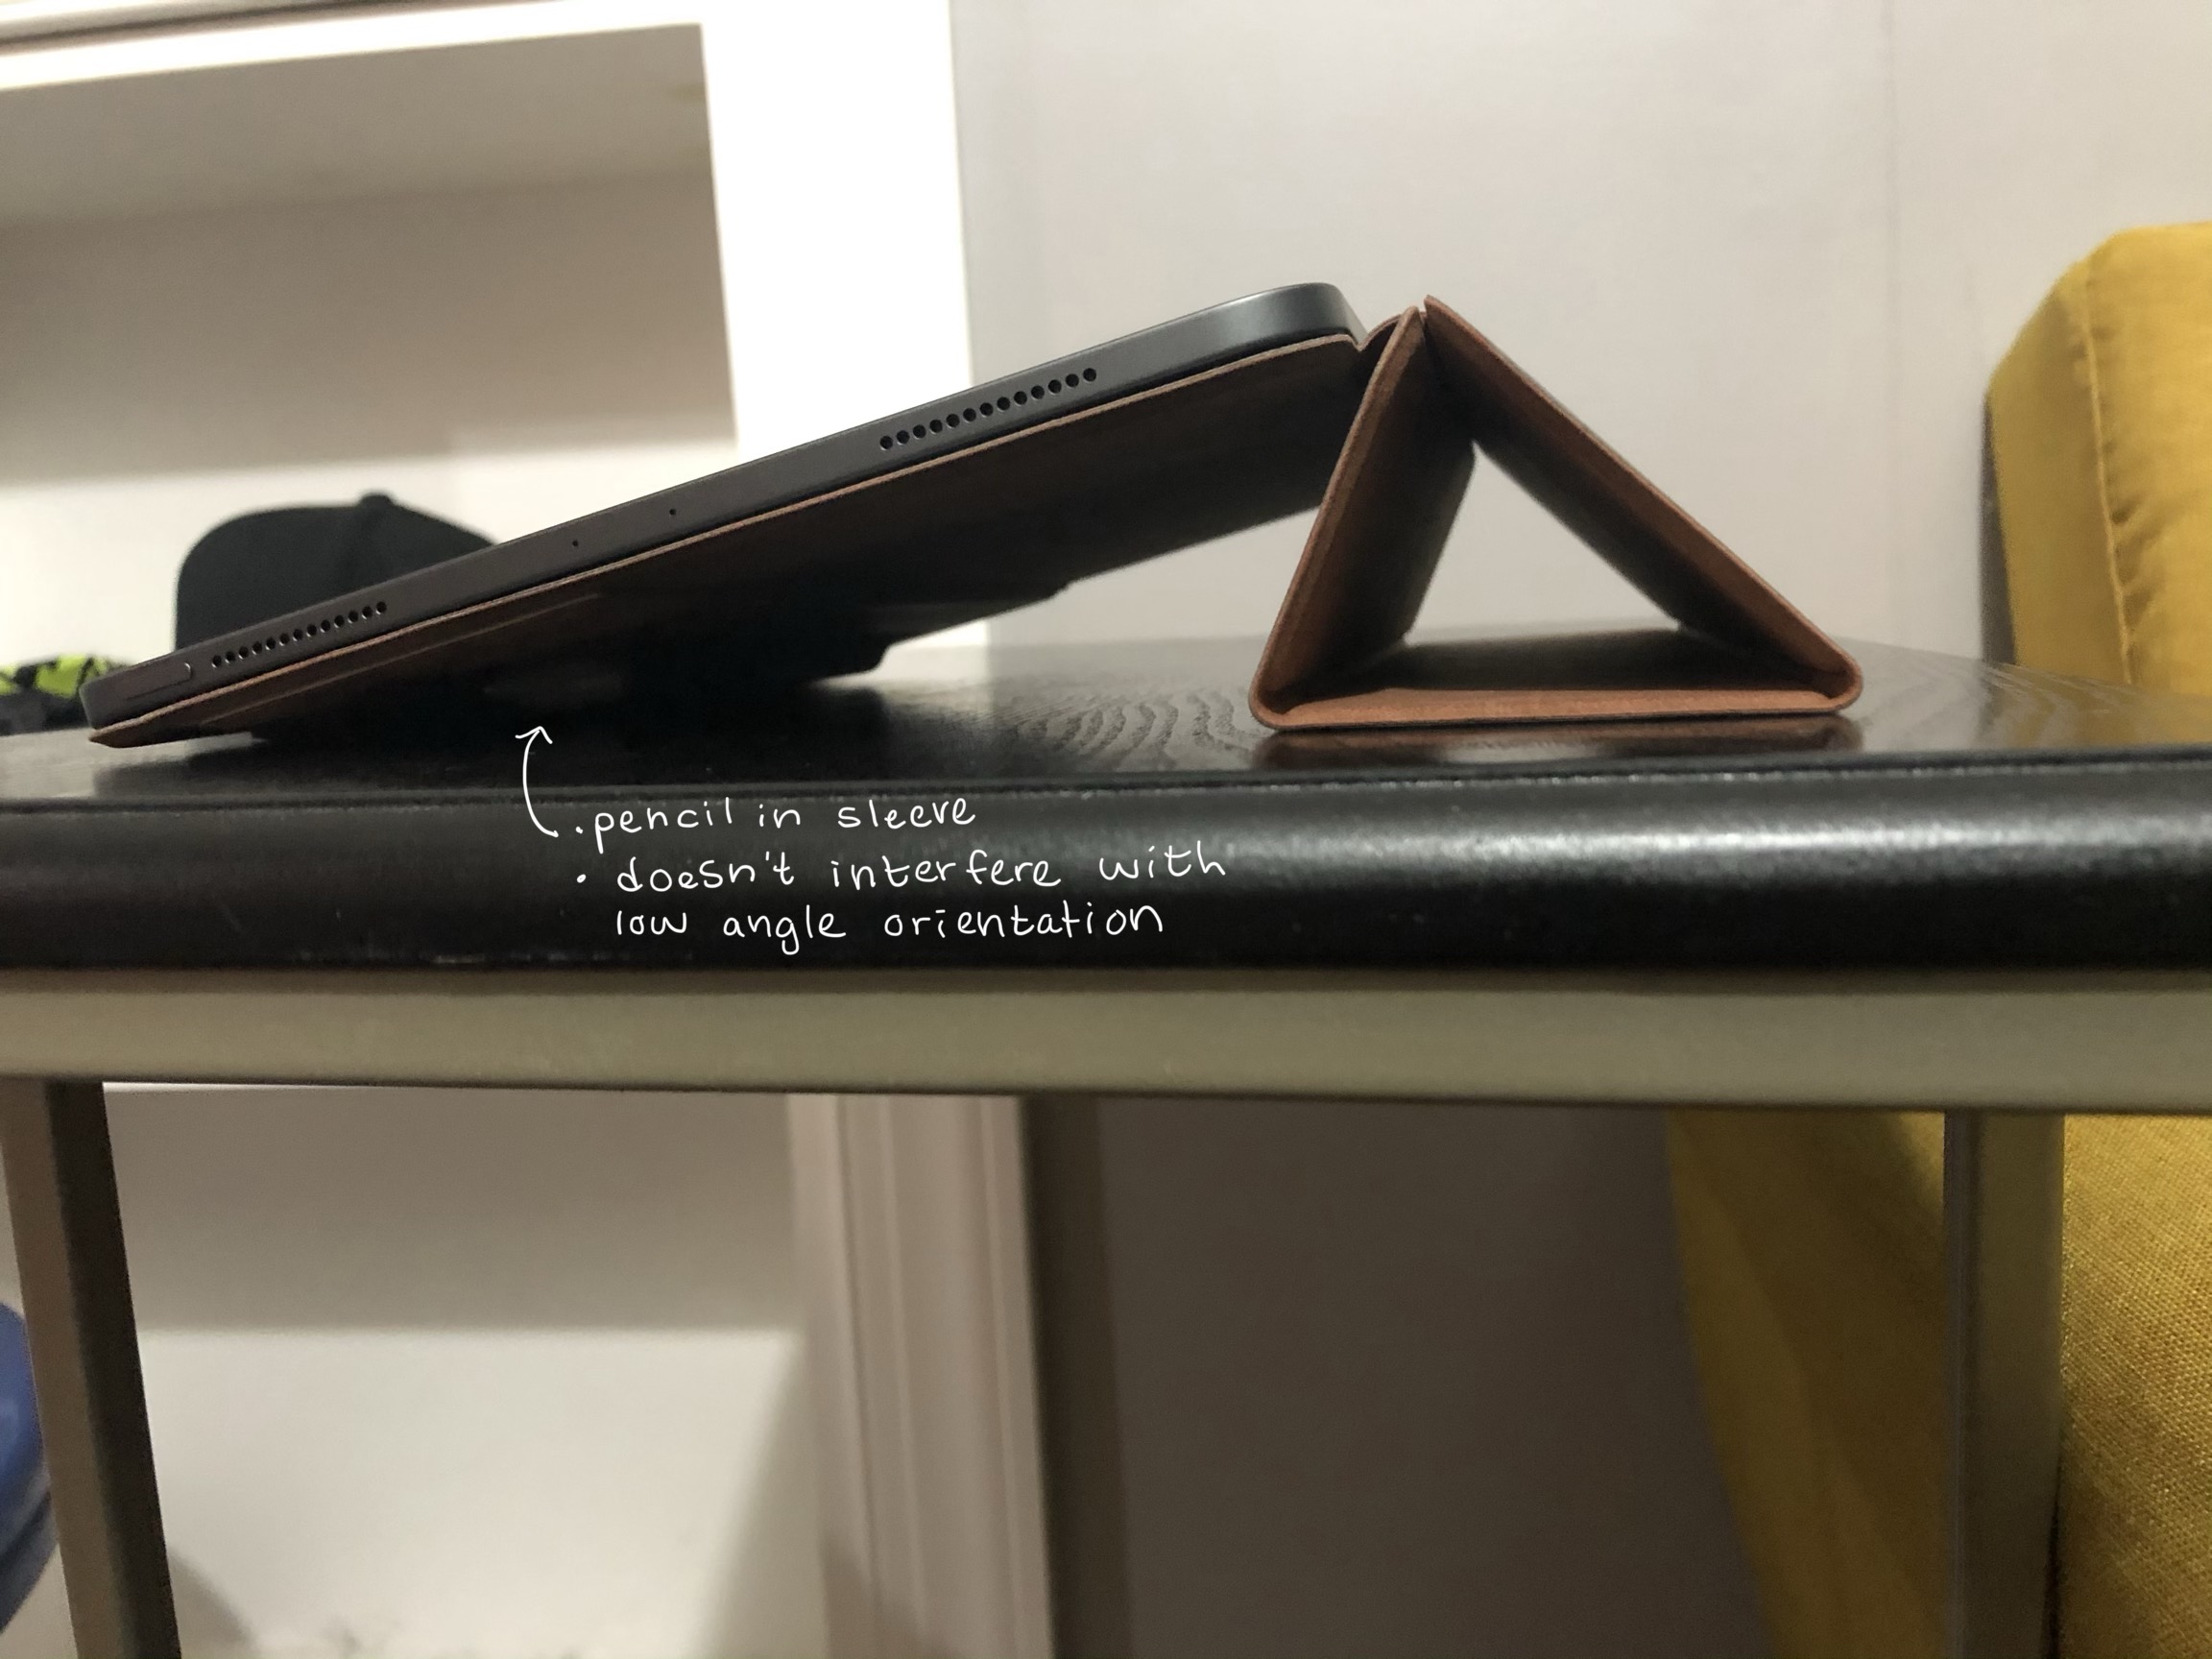 • pencil in sleeve
• doesn't interfere with
low angle orientation